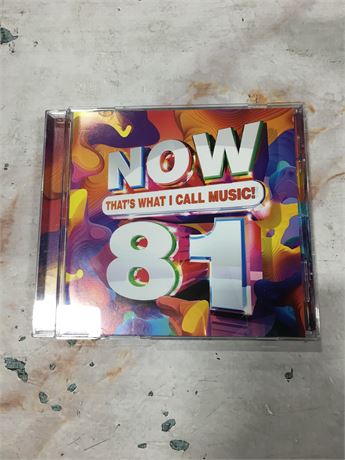 NOW
THAT'S WHAT I CALL MUSIC!
81